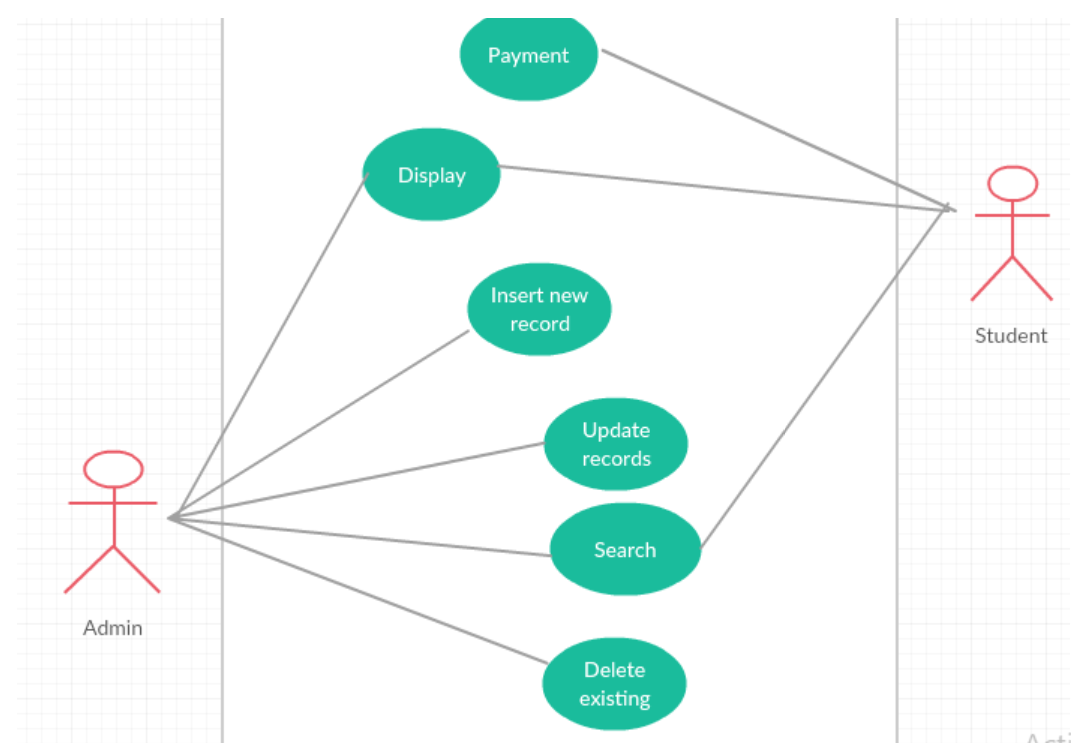 Payment
Display
Insert new
record
Student
Update
records
Search
Admin
Delete
existing